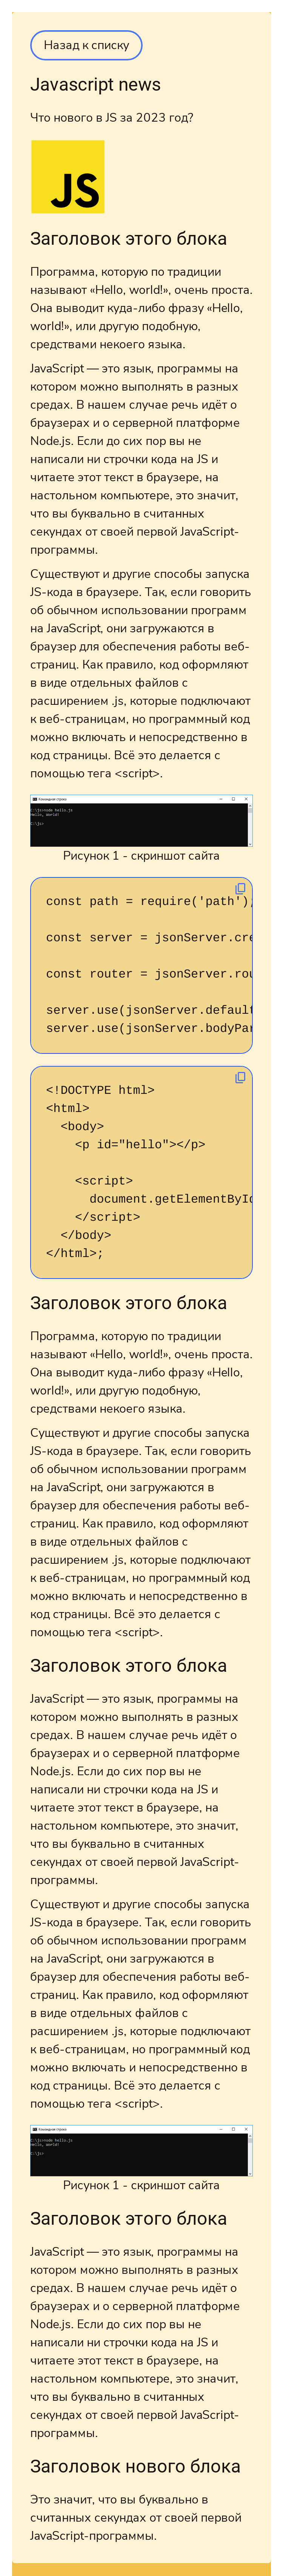 Назад к списку
Javascript news
Что нового в JS за 2023 год?
JS
Заголовок этого блока
Программа, которую по традиции
называют «Hello, world!», очень проста.
Она выводит куда-либо фразу «Hello,
world!», или другую подобную,
средствами некоего языка.
JavaScript — это язык, программы на
котором можно выполнять в разных
средах. В нашем случае речь идёт о
браузерах и о серверной платформе
Node.js. Если до сих пор вы не
написали ни строчки кода на JS и
читаете этот текст в браузере, на
настольном компьютере, это значит,
что вы буквально в считанных
секундах от своей первой JavaScript-
программы.
Существуют и другие способы запуска
JS-кода в браузере. Так, если говорить
об обычном использовании программ
на JavaScript, они загружаются в
браузер для обеспечения работы веб-
страниц. Как правило, код оформляют
в виде отдельных файлов с
расширением .js, которые подключают
к веб-страницам, но программный код
можно включать и непосредственно в
код страницы. Всё это делается с
помощью тега <script>.
Командная строка
C:\js>node hello.js
Hello, World!
C:\js>
Рисунок 1 - скриншот сайта
const path = require('path');
const server = jsonServer.cre
const router = jsonServer.rou
server.use(jsonServer.default
server.use(jsonServer.bodyPar
<!DOCTYPE html>
<html>
<body>
<p id="hello"></p>
<script>
document.getElementById
</script>
</body>
</html>;
Заголовок этого блока
Программа, которую по традиции
называют «Hello, world!», очень проста.
Она выводит куда-либо фразу «Hello,
world!», или другую подобную,
средствами некоего языка.
Существуют и другие способы запуска
JS-кода в браузере. Так, если говорить
об обычном использовании программ
на JavaScript, они загружаются в
браузер для обеспечения работы веб-
страниц. Как правило, код оформляют
в виде отдельных файлов с
расширением .js, которые подключают
к веб-страницам, но программный код
можно включать и непосредственно в
код страницы. Всё это делается с
помощью тега <script>.
Заголовок этого блока
JavaScript — это язык, программы на
котором можно выполнять в разных
средах. В нашем случае речь идёт о
браузерах и о серверной платформе
Node.js. Если до сих пор вы не
написали ни строчки кода на JS и
читаете этот текст в браузере, на
настольном компьютере, это значит,
что вы буквально в считанных
секундах от своей первой JavaScript-
программы.
Существуют и другие способы запуска
JS-кода в браузере. Так, если говорить
об обычном использовании программ
на JavaScript, они загружаются в
браузер для обеспечения работы веб-
страниц. Как правило, код оформляют
в виде отдельных файлов с
расширением .js, которые подключают
к веб-страницам, но программный код
можно включать и непосредственно в
код страницы. Всё это делается с
помощью тега <script>.
Командная строка
C:\js>node hello.js
Hello, World!
C:\js>
Рисунок 1 - скриншот сайта
Заголовок этого блока
JavaScript — это язык, программы на
котором можно выполнять в разных
средах. В нашем случае речь идёт о
браузерах и о серверной платформе
Node.js. Если до сих пор вы не
написали ни строчки кода на JS и
читаете этот текст в браузере, на
настольном компьютере, это значит,
что вы буквально в считанных
секундах от своей первой JavaScript-
программы.
Заголовок нового блока
Это значит, что вы буквально в
считанных секундах от своей первой
JavaScript-программы.